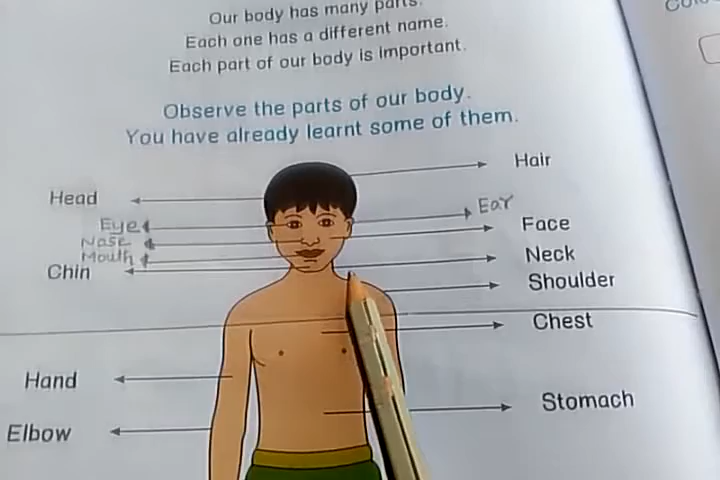 Our body has many parts.
Each one has a different name.
Each part of our body is important.
Observe the parts of our body.
You have already learnt some of them.
Hair
Head
Ear
Eye
Face
Nose
Mouth
Neck
Chin
Shoulder
Chest
Hand
Stomach
Elbow